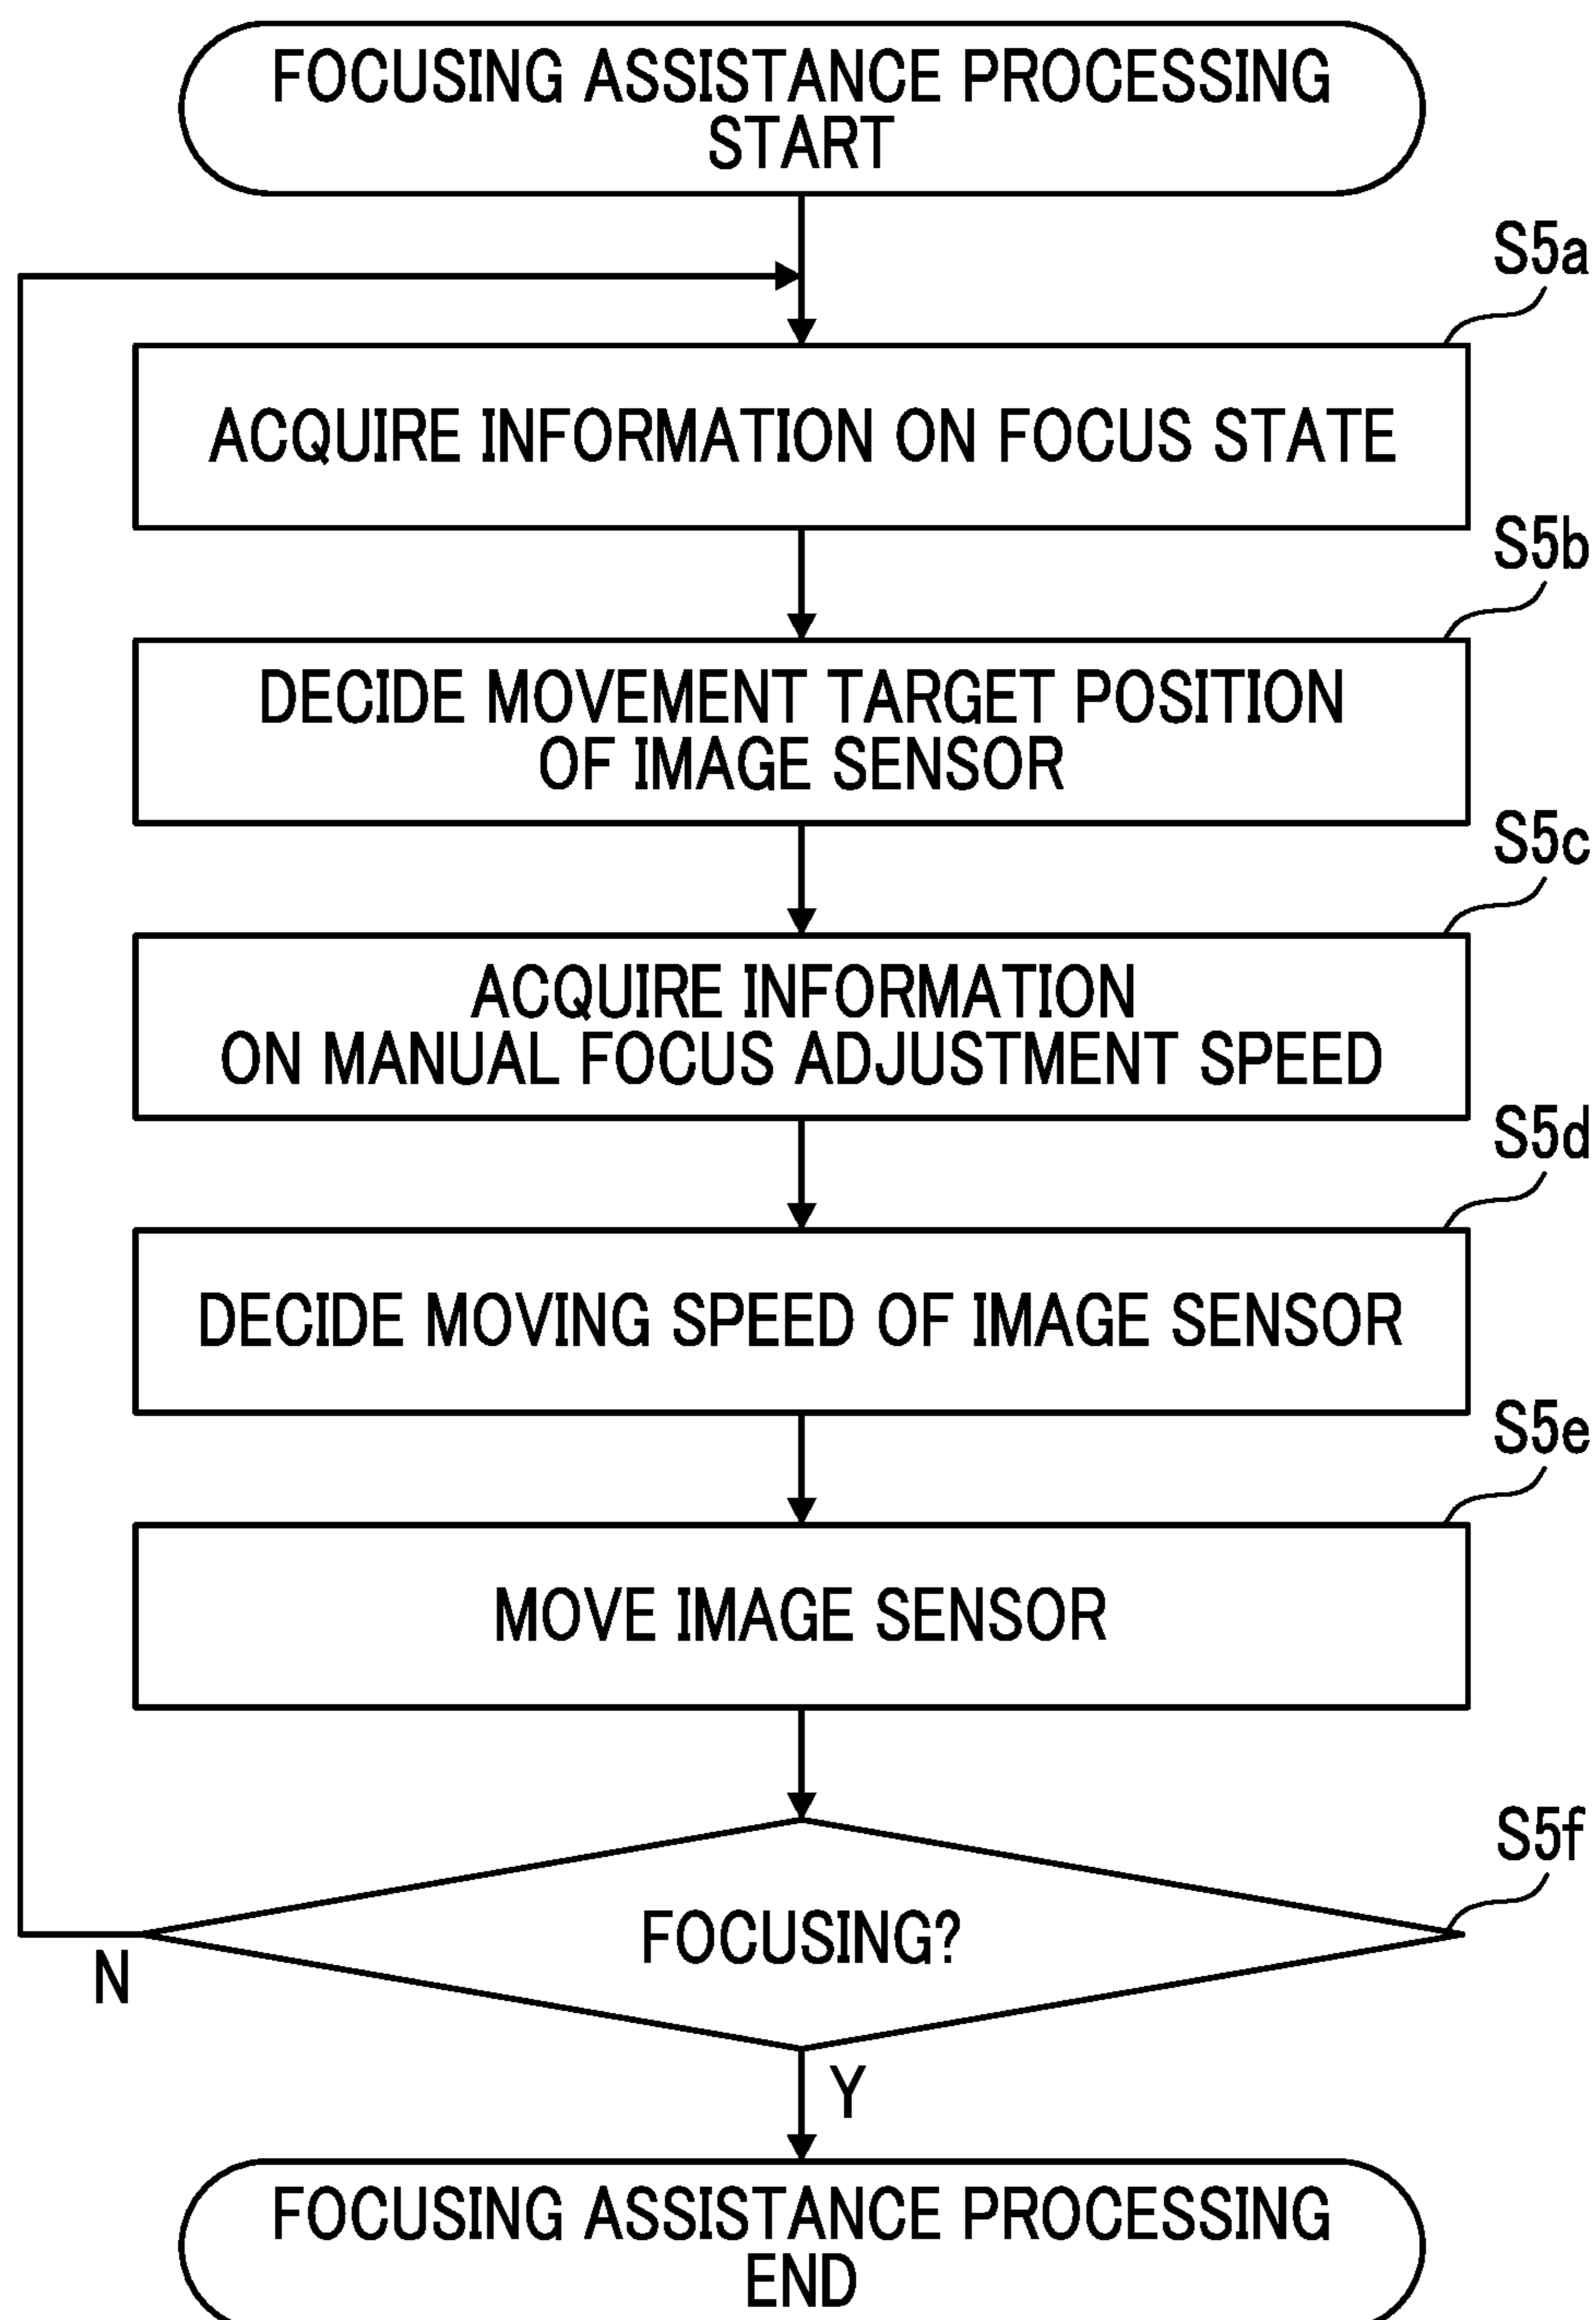 FOCUSING ASSISTANCE PROCESSING
START
S5a
ACQUIRE INFORMATION ON FOCUS STATE
S5b
DECIDE MOVEMENT TARGET POSITION
OF IMAGE SENSOR
S5c
ACQUIRE INFORMATION
ON MANUAL FOCUS ADJUSTMENT SPEED
S5d
DECIDE MOVING SPEED OF IMAGE SENSOR
S5e
MOVE IMAGE SENSOR
S5f
FOCUSING?
N
Y
FOCUSING ASSISTANCE PROCESSING
END